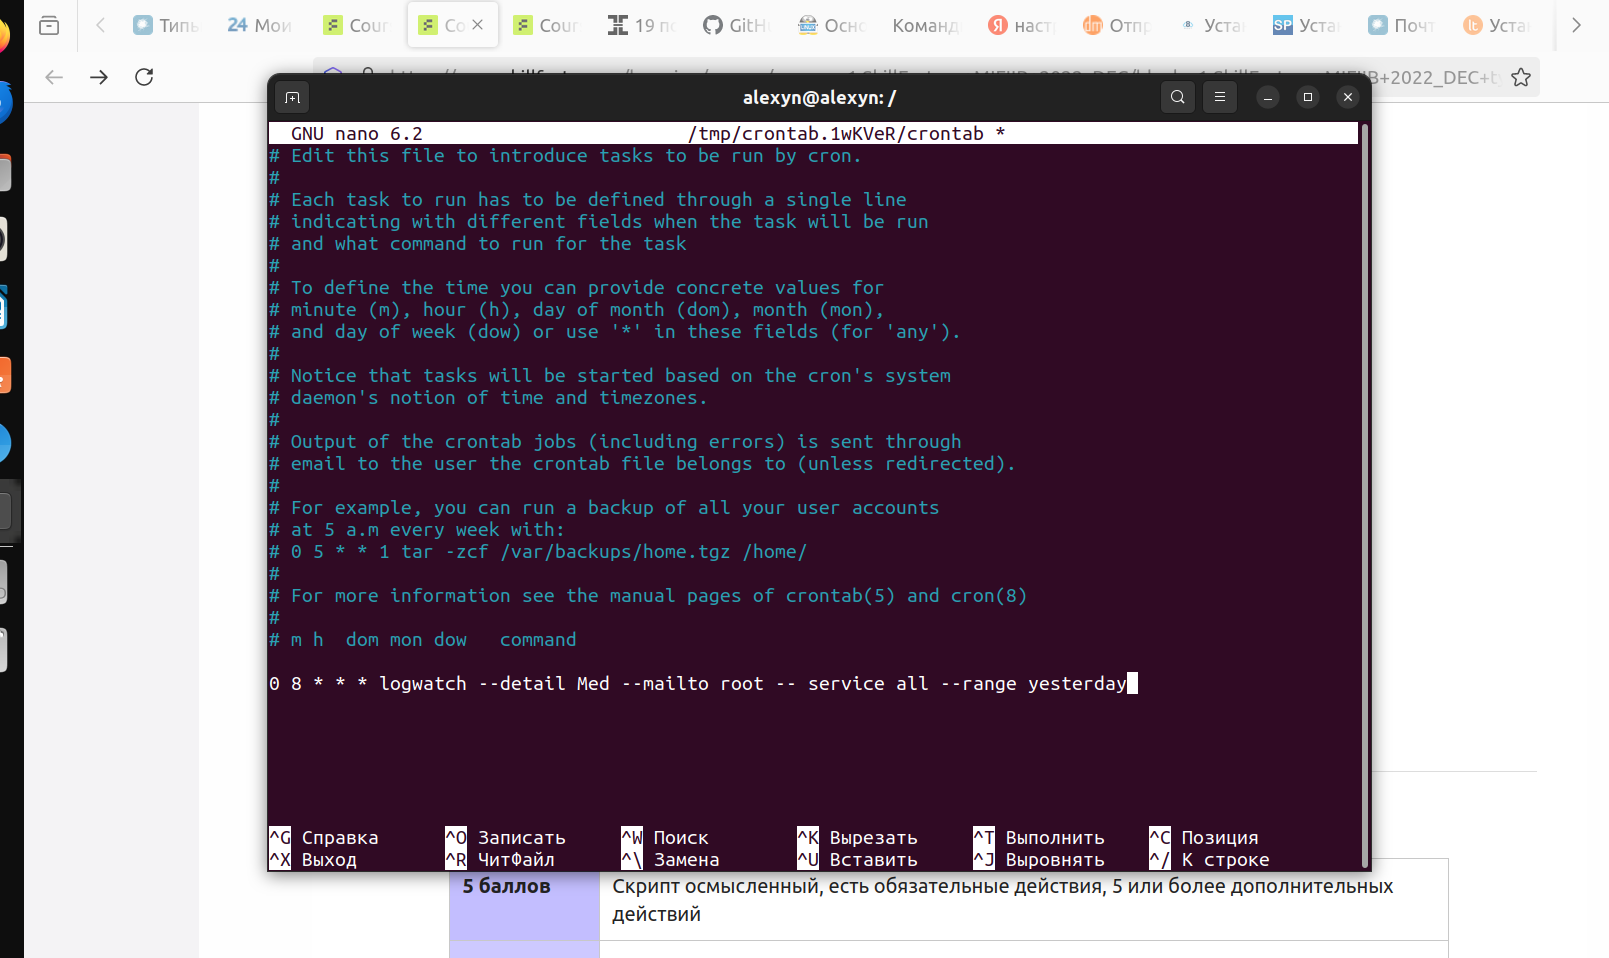 Типы
24 Мои
Cour
Co
Cour
19 по
GitHu
Осно
Команд
наст
dm Отпр
Устан
SP Устан
Почт
lt Устан
MIFIIB+2022_DEC+t
alexyn@alexyn: /
GNU nano 6.2 /tmp/crontab.1wKVeR/crontab *
# Edit this file to introduce tasks to be run by cron.
#
# Each task to run has to be defined through a single line
# indicating with different fields when the task will be run
# and what command to run for the task
#
# To define the time you can provide concrete values for
# minute (m), hour (h), day of month (dom), month (mon),
# and day of week (dow) or use '*' in these fields (for 'any').
#
# Notice that tasks will be started based on the cron's system
# daemon's notion of time and timezones.
#
# Output of the crontab jobs (including errors) is sent through
# email to the user the crontab file belongs to (unless redirected).
#
# For example, you can run a backup of all your user accounts
# at 5 a.m every week with:
# 0 5 * * 1 tar -zcf /var/backups/home.tgz /home/
#
# For more information see the manual pages of crontab(5) and cron(8)
#
# m h  dom mon dow   command
0 8 * * * logwatch --detail Med --mailto root -- service all --range yesterday
^G Справка ^O Записать ^W Поиск ^K Вырезать ^T Выполнить ^C Позиция
^X Выход ^R ЧитФайл ^\ Замена ^U Вставить ^J Выровнять ^/ К строке
5 баллов
Скрипт осмысленный, есть обязательные действия, 5 или более дополнительных
действий